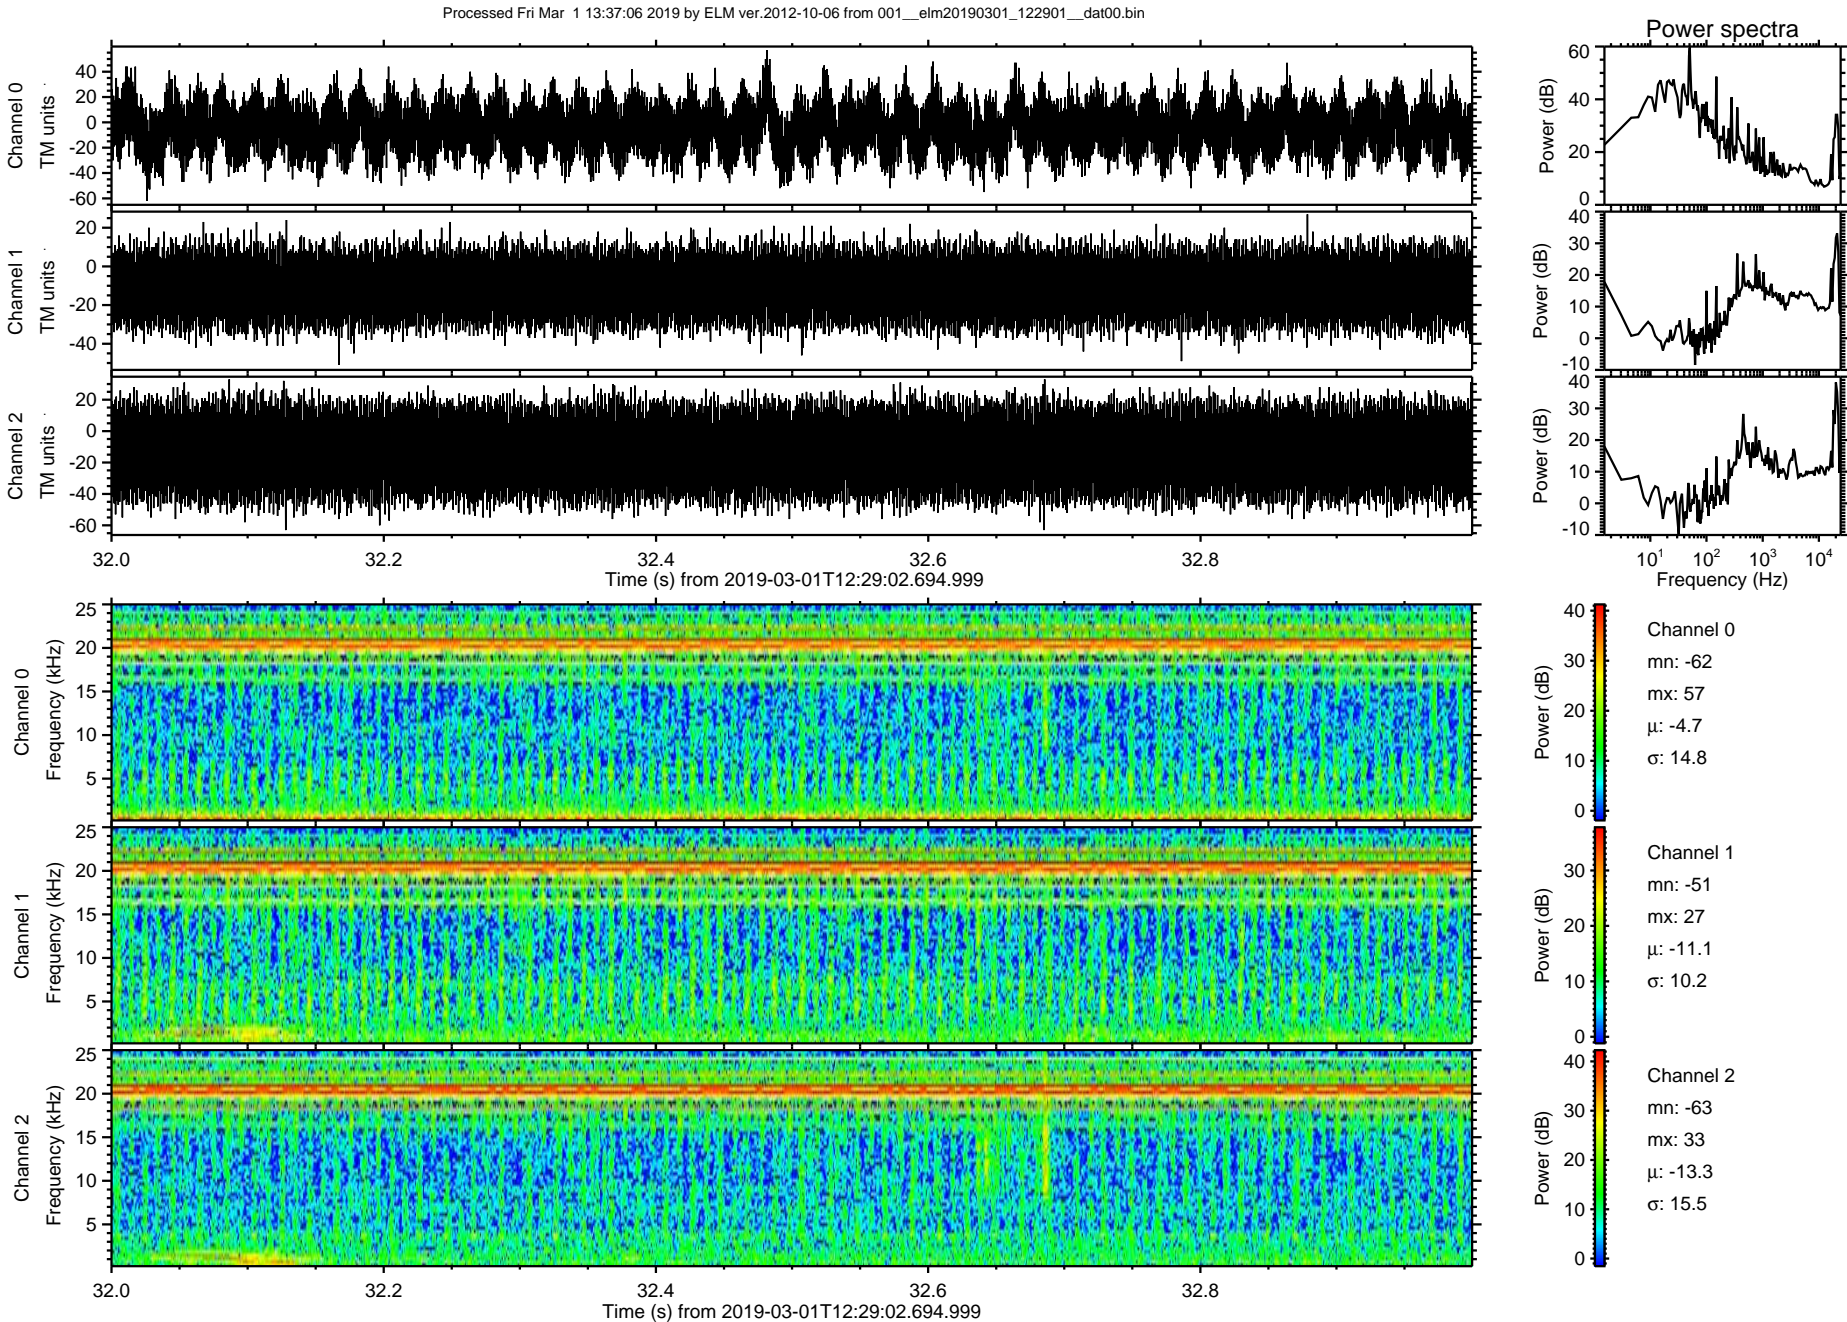 Processed Fri Mar 1 13:37:06 2019 by ELM ver.2012-10-06 from 001__elm20190301_122901__dat00.bin
Power spectra
Channel 0
TM units
40
20
0
-20
-40
-60
Power (dB)
60
40
20
0
Channel 1
TM units
20
0
-20
-40
Power (dB)
40
30
20
10
0
-10
Channel 2
TM units
20
0
-20
-40
-60
Power (dB)
40
30
20
10
0
-10
32.0 32.2 32.4 32.6 32.8
Time (s) from 2019-03-01T12:29:02.694.999
10^1 10^2 10^3 10^4
Frequency (Hz)
Channel 0
Frequency (kHz)
25
20
15
10
5
Power (dB)
40
30
20
10
0
Channel 0
mn: -62
mx: 57
μ: -4.7
σ: 14.8
Channel 1
Frequency (kHz)
25
20
15
10
5
Power (dB)
30
20
10
0
Channel 1
mn: -51
mx: 27
μ: -11.1
σ: 10.2
Channel 2
Frequency (kHz)
25
20
15
10
5
Power (dB)
40
30
20
10
0
Channel 2
mn: -63
mx: 33
μ: -13.3
σ: 15.5
32.0 32.2 32.4 32.6 32.8
Time (s) from 2019-03-01T12:29:02.694.999